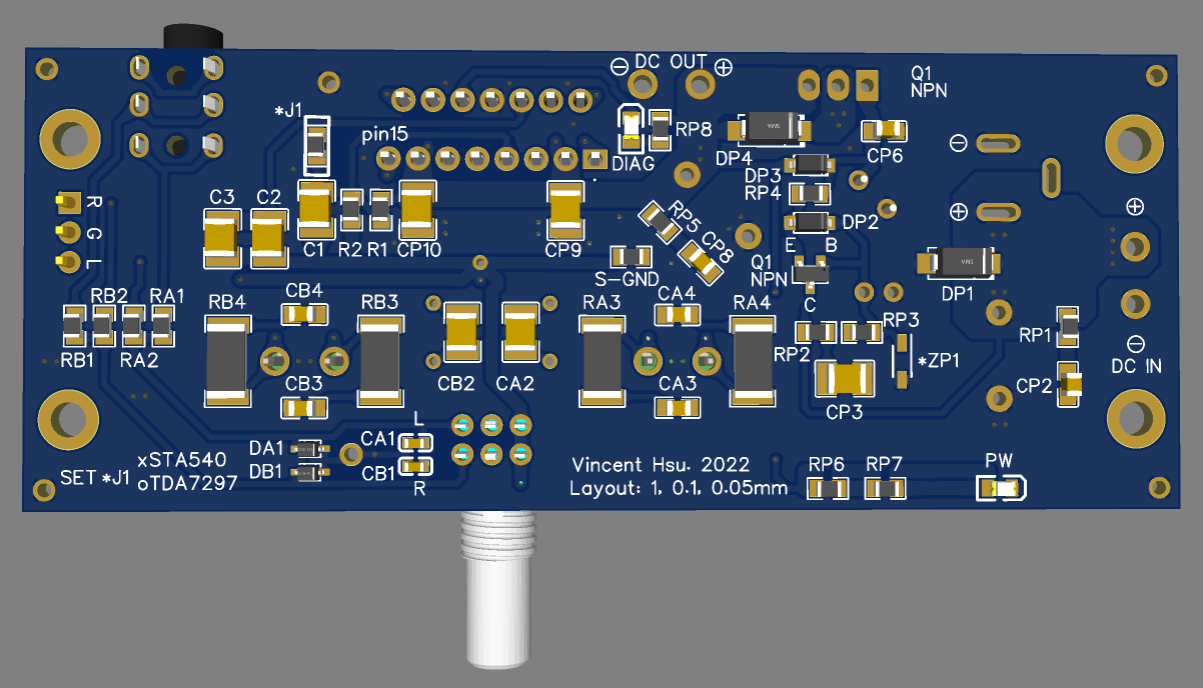 DC OUT
Q1
NPN
*J1
pin15
RP8
DIAG
DP4
CP6
DP3
RP4
R
G
L
C3
C2
C1
R2
R1
CP10
CP9
RP5
CP8
S-GND
DP2
E
B
Q1
NPN
C
DP1
RB2
RA1
RB1
RA2
RB4
CB4
RB3
CB3
CB2
CA2
RA3
CA4
RA4
CA3
RP2
RP3
*ZP1
CP3
RP1
CP2
DC IN
L
CA1
CB1
R
DA1
DB1
SET *J1
xSTA540
oTDA7297
Vincent Hsu. 2022
Layout: 1, 0.1, 0.05mm
RP6
RP7
PW